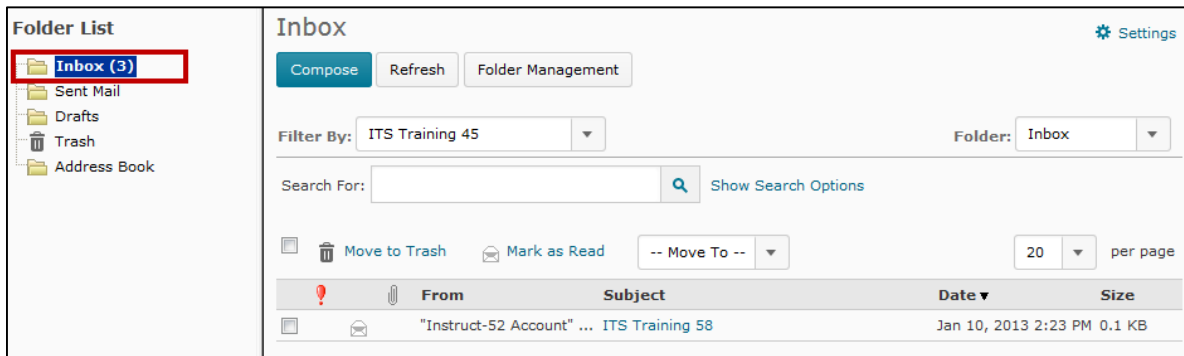 Folder List
Inbox (3)
Sent Mail
Drafts
Trash
Address Book
Inbox
Settings
Compose Refresh Folder Management
Filter By: ITS Training 45 Folder: Inbox
Search For: Show Search Options
Move to Trash Mark as Read -- Move To -- 20 per page
From Subject Date Size
"Instruct-52 Account" ... ITS Training 58 Jan 10, 2013 2:23 PM 0.1 KB